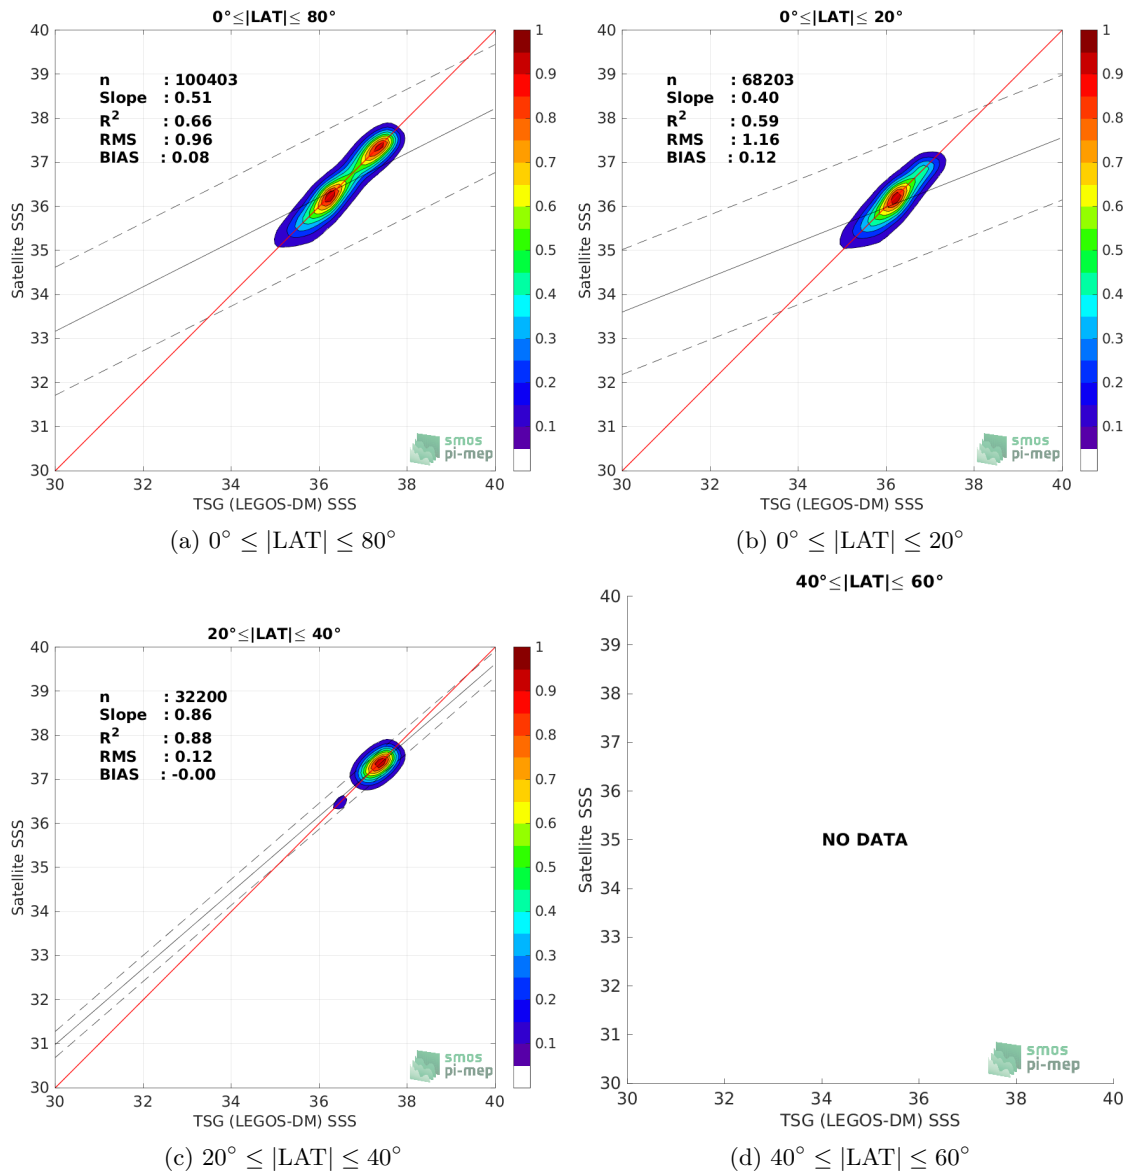 0°≤|LAT|≤ 80°
40
39
38
37
36
35
34
33
32
31
30
Satellite SSS
n : 100403
Slope : 0.51
R2 : 0.66
RMS : 0.96
BIAS : 0.08
1
0.9
0.8
0.7
0.6
0.5
0.4
0.3
0.2
0.1
smos
pi-mep
30 32 34 36 38 40
TSG (LEGOS-DM) SSS
(a) 0° ≤ |LAT| ≤ 80°
0°≤|LAT|≤ 20°
40
39
38
37
36
35
34
33
32
31
30
Satellite SSS
n : 68203
Slope : 0.40
R2 : 0.59
RMS : 1.16
BIAS : 0.12
1
0.9
0.8
0.7
0.6
0.5
0.4
0.3
0.2
0.1
smos
pi-mep
30 32 34 36 38 40
TSG (LEGOS-DM) SSS
(b) 0° ≤ |LAT| ≤ 20°
20°≤|LAT|≤ 40°
40
39
38
37
36
35
34
33
32
31
30
Satellite SSS
n : 32200
Slope : 0.86
R2 : 0.88
RMS : 0.12
BIAS : -0.00
1
0.9
0.8
0.7
0.6
0.5
0.4
0.3
0.2
0.1
smos
pi-mep
30 32 34 36 38 40
TSG (LEGOS-DM) SSS
(c) 20° ≤ |LAT| ≤ 40°
40°≤|LAT|≤ 60°
40
39
38
37
36
35
34
33
32
31
30
Satellite SSS
NO DATA
smos
pi-mep
30 32 34 36 38 40
TSG (LEGOS-DM) SSS
(d) 40° ≤ |LAT| ≤ 60°